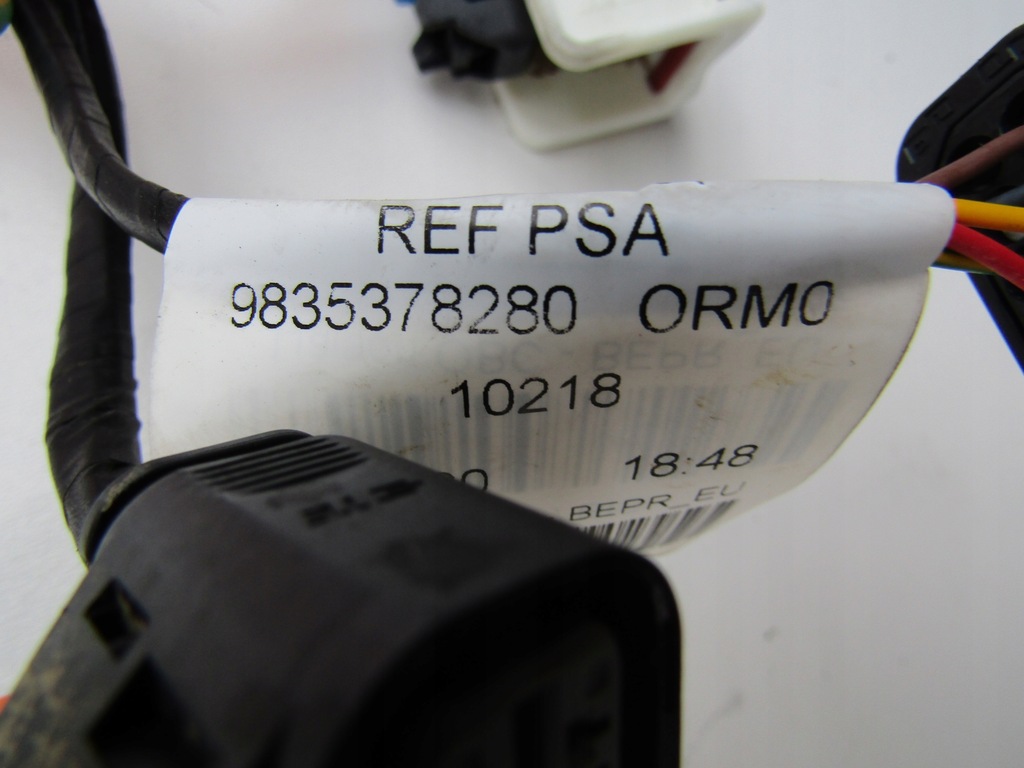 REF PSA
9835378280 ORM0
10218
18:48
BEPR_EU